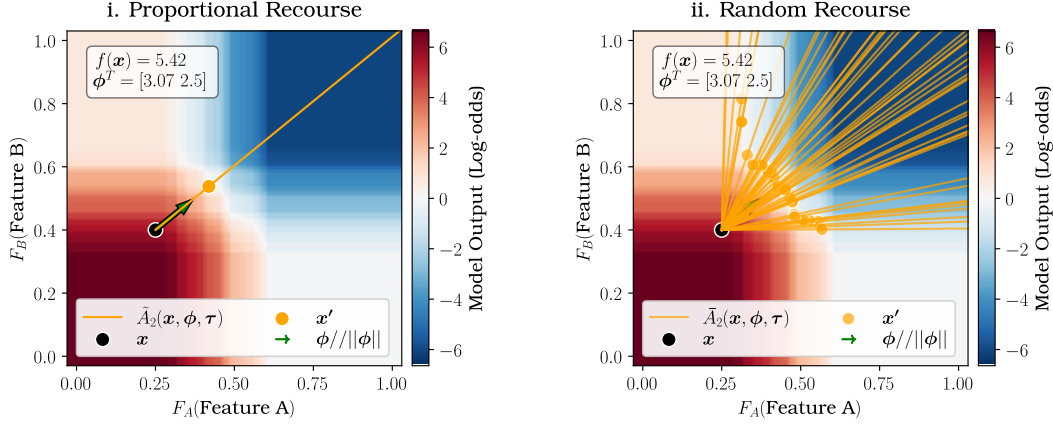 i. Proportional Recourse
1.0
0.8
0.6
0.4
0.2
0.0
F_B(Feature B)
f(x) = 5.42
ϕ^T = [3.07 2.5]
Ã_2(x, ϕ, τ)
x
x′
ϕ//||ϕ||
0.00 0.25 0.50 0.75 1.00
F_A(Feature A)
6
4
2
0
−2
−4
−6
Model Output (Log-odds)
ii. Random Recourse
1.0
0.8
0.6
0.4
0.2
0.0
F_B(Feature B)
f(x) = 5.42
ϕ^T = [3.07 2.5]
Ā_2(x, ϕ, τ)
x
x′
ϕ//||ϕ||
0.00 0.25 0.50 0.75 1.00
F_A(Feature A)
6
4
2
0
−2
−4
−6
Model Output (Log-odds)